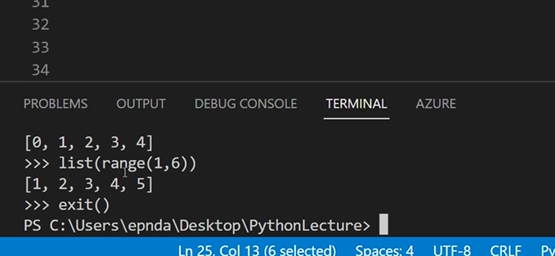 31
32
33
34
PROBLEMS OUTPUT DEBUG CONSOLE TERMINAL AZURE
[0, 1, 2, 3, 4]
>>> list(range(1,6))
[1, 2, 3, 4, 5]
>>> exit()
PS C:\Users\epnda\Desktop\PythonLecture>
Ln 25, Col 13 (6 selected) Spaces: 4 UTF-8 CRLF Py